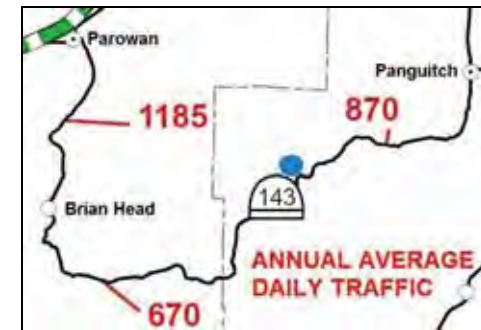 Parowan
Panguitch
1185
870
143
Brian Head
ANNUAL AVERAGE
DAILY TRAFFIC
670